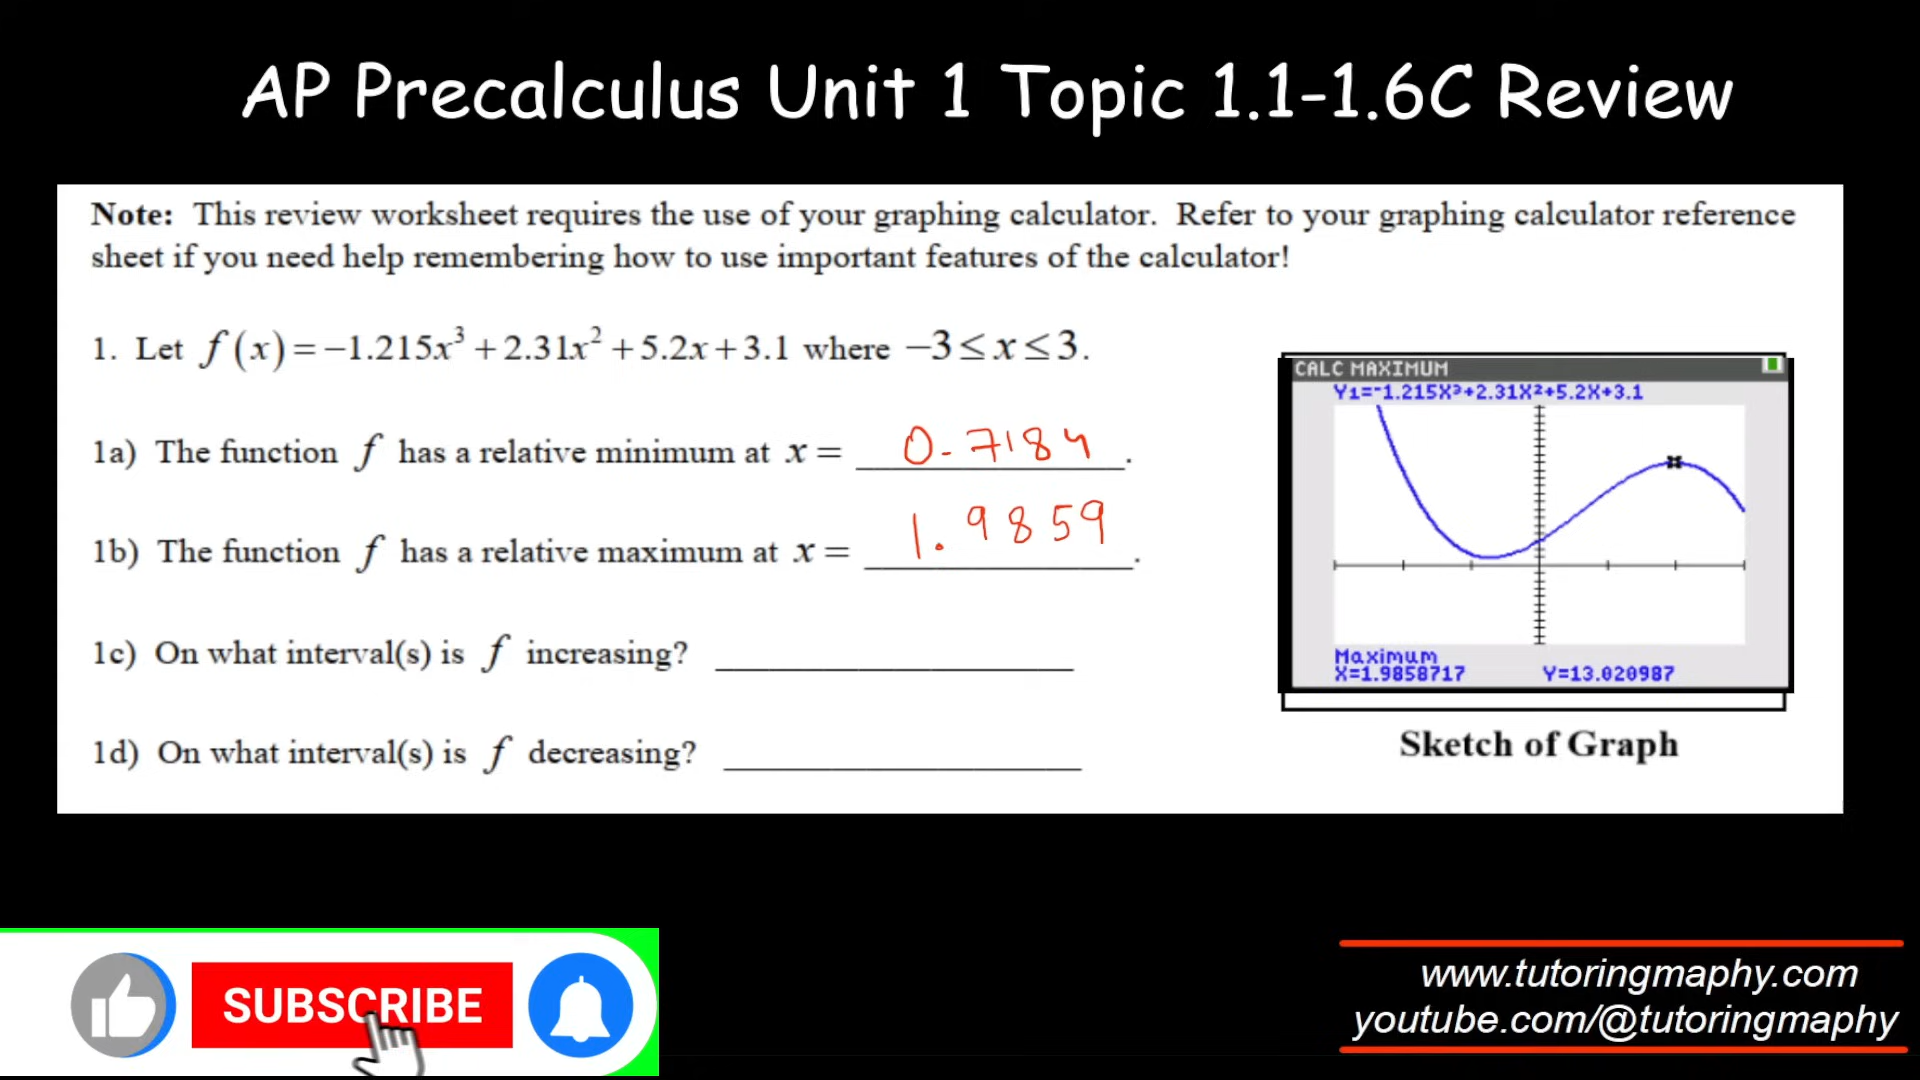 AP Precalculus Unit 1 Topic 1.1-1.6C Review
Note: This review worksheet requires the use of your graphing calculator. Refer to your graphing calculator reference
sheet if you need help remembering how to use important features of the calculator!
1. Let f(x)=−1.215x³+2.31x²+5.2x+3.1 where −3≤x≤3.
1a) The function f has a relative minimum at x= 0.7184.
1b) The function f has a relative maximum at x= 1.9859.
1c) On what interval(s) is f increasing? ____________________
1d) On what interval(s) is f decreasing? ____________________
CALC MAXIMUM
Y1=-1.215X³+2.31X²+5.2X+3.1
Maximum
X=1.9858717 Y=13.020987
Sketch of Graph
SUBSCRIBE
www.tutoringmaphy.com
youtube.com/@tutoringmaphy